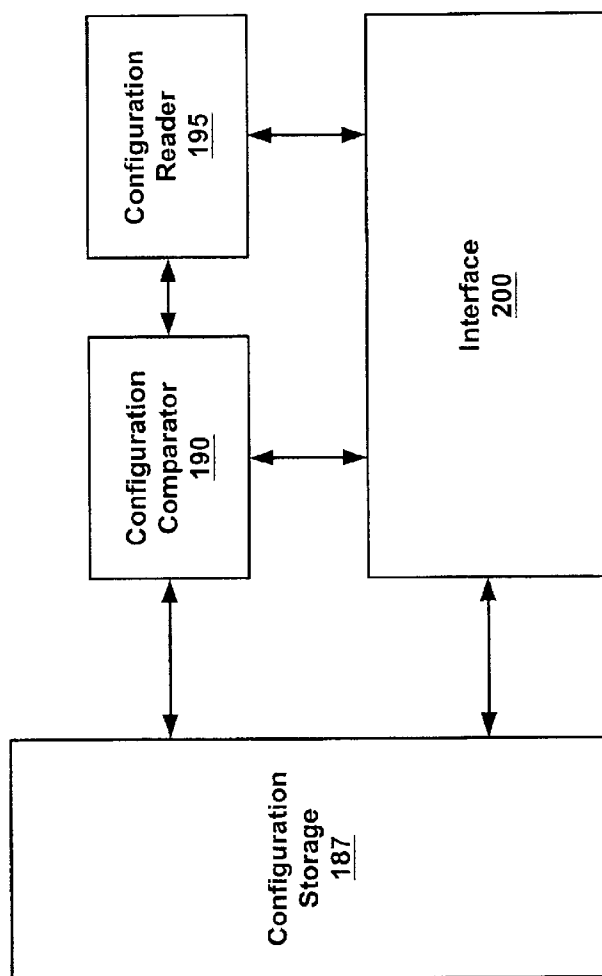 Configuration
Storage
187
Configuration
Comparator
190
Configuration
Reader
195
Interface
200